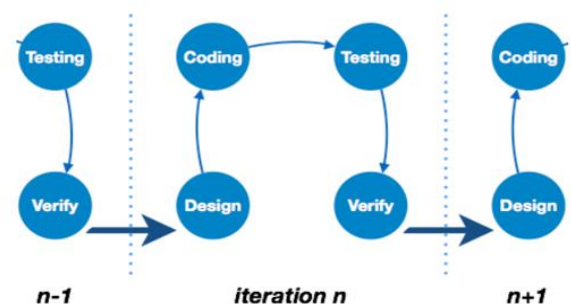 Testing
Coding
Testing
Coding
Verify
Design
Verify
Design
n-1
iteration n
n+1